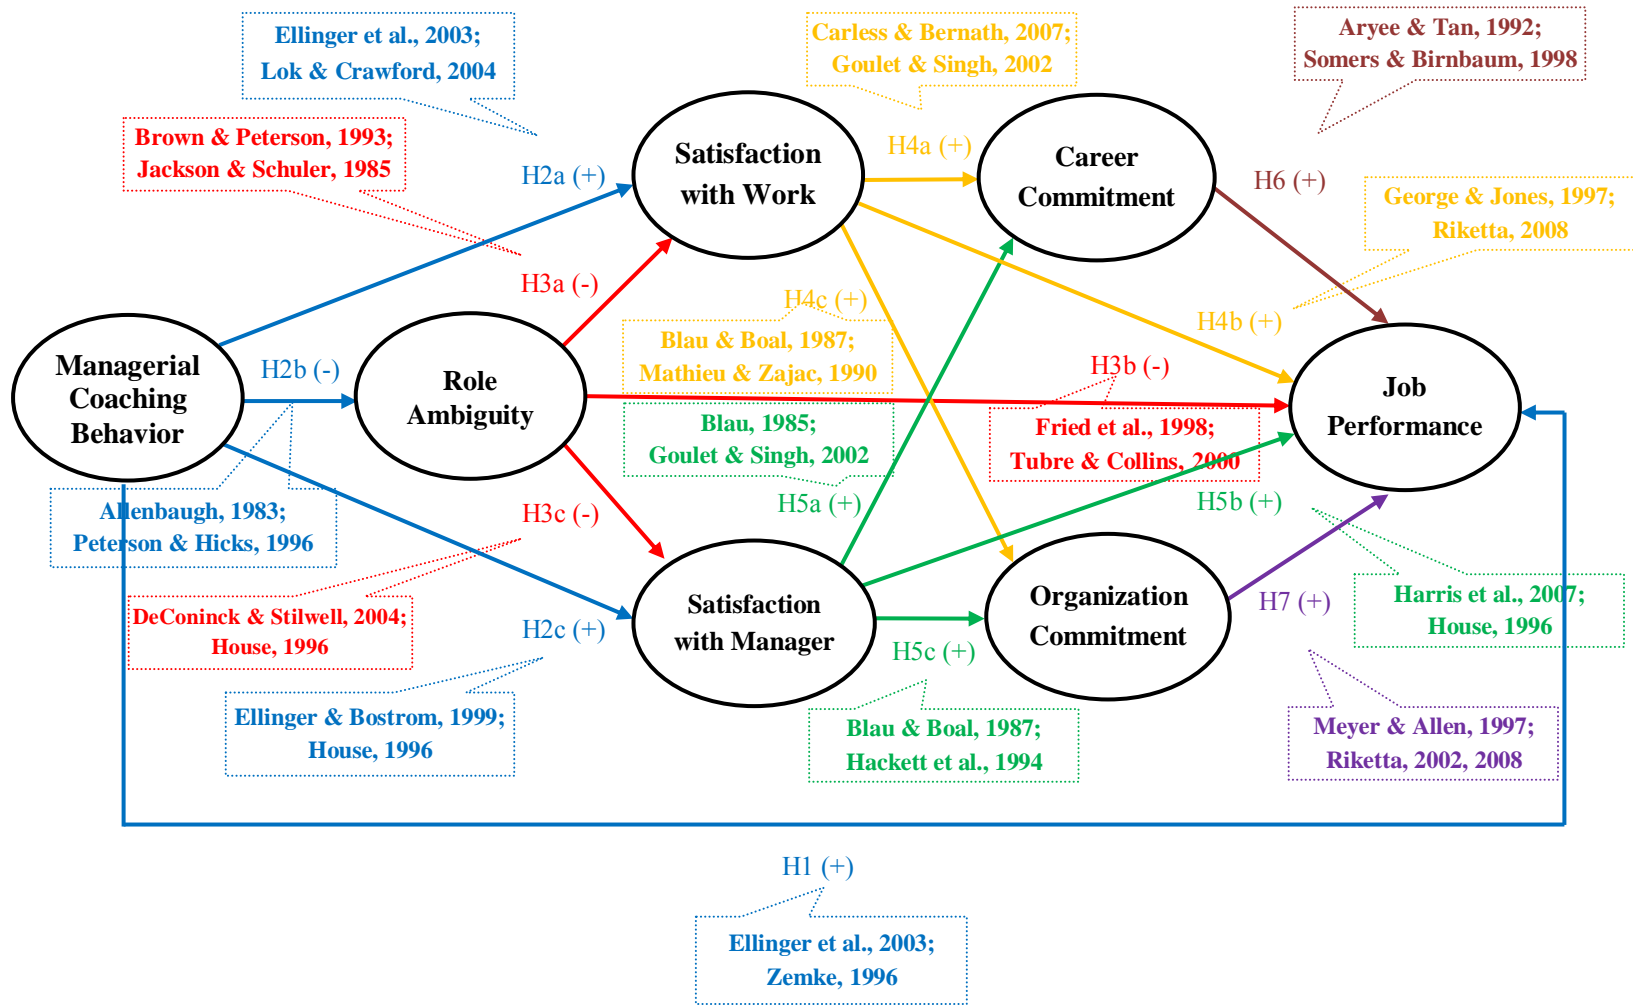 Ellinger et al., 2003;
Lok & Crawford, 2004
Carless & Bernath, 2007;
Goulet & Singh, 2002
Aryee & Tan, 1992;
Somers & Birnbaum, 1998
Brown & Peterson, 1993;
Jackson & Schuler, 1985
H2a (+)
Satisfaction
with Work
H4a (+)
Career
Commitment
H6 (+)
George & Jones, 1997;
Riketta, 2008
H3a (-)
H4c (+)
H4b (+)
Managerial
Coaching
Behavior
H2b (-)
Role
Ambiguity
Blau & Boal, 1987;
Mathieu & Zajac, 1990
H3b (-)
Job
Performance
Blau, 1985;
Goulet & Singh, 2002
Fried et al., 1998;
Tubre & Collins, 2000
Allenbaugh, 1983;
Peterson & Hicks, 1996
H3c (-)
H5a (+)
H5b (+)
DeConinck & Stilwell, 2004;
House, 1996
H2c (+)
Satisfaction
with Manager
H5c (+)
Organization
Commitment
H7 (+)
Harris et al., 2007;
House, 1996
Ellinger & Bostrom, 1999;
House, 1996
Blau & Boal, 1987;
Hackett et al., 1994
Meyer & Allen, 1997;
Riketta, 2002, 2008
H1 (+)
Ellinger et al., 2003;
Zemke, 1996